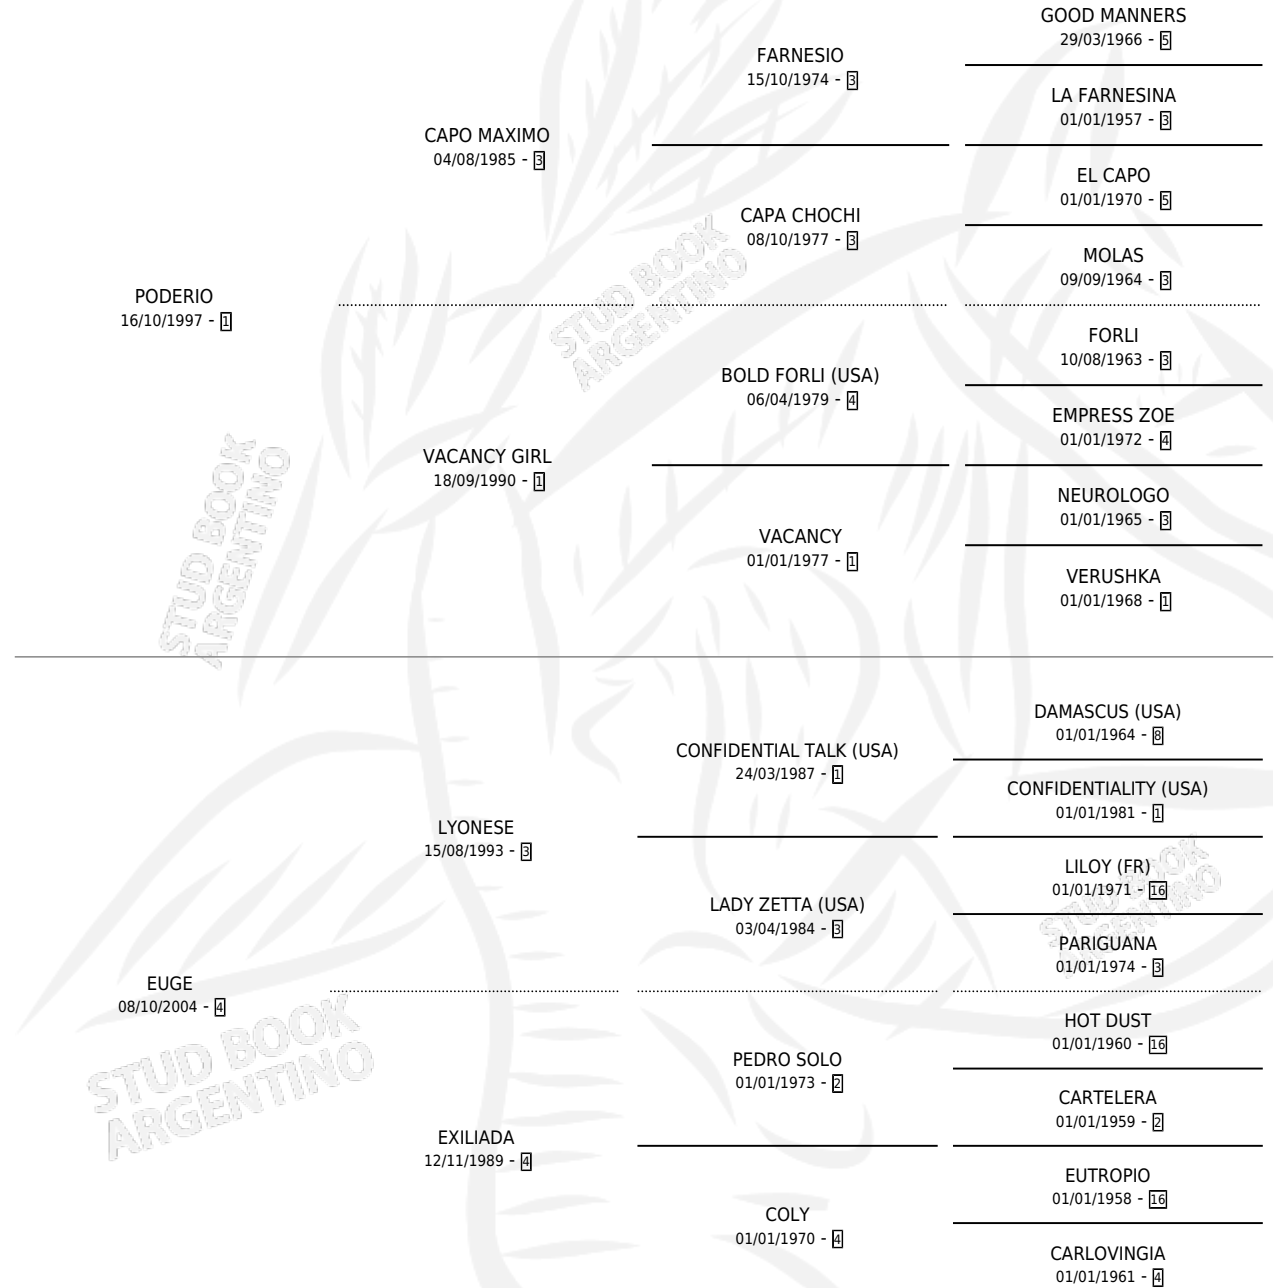 GOOD MANNERS
29/03/1966 - 5
FARNESIO
15/10/1974 - 3
LA FARNESINA
01/01/1957 - 3
CAPO MAXIMO
04/08/1985 - 3
EL CAPO
01/01/1970 - 5
CAPA CHOCHI
08/10/1977 - 3
MOLAS
09/09/1964 - 3
PODERIO
16/10/1997 - 1
STUD BOOK
ARGENTINO
FORLI
10/08/1963 - 3
BOLD FORLI (USA)
06/04/1979 - 4
EMPRESS ZOE
01/01/1972 - 4
VACANCY GIRL
18/09/1990 - 1
NEUROLOGO
01/01/1965 - 3
VACANCY
01/01/1977 - 1
VERUSHKA
01/01/1968 - 1
STUD BOOK
ARGENTINO
DAMASCUS (USA)
01/01/1964 - 8
CONFIDENTIAL TALK (USA)
24/03/1987 - 1
CONFIDENTIALITY (USA)
01/01/1981 - 1
LYONESE
15/08/1993 - 3
LILOY (FR)
01/01/1971 - 16
LADY ZETTA (USA)
03/04/1984 - 3
STUD BOOK
ARGENTINO
PARIGUANA
01/01/1974 - 3
EUGE
08/10/2004 - 4
STUD BOOK
ARGENTINO
HOT DUST
01/01/1960 - 16
PEDRO SOLO
01/01/1973 - 2
CARTELERA
01/01/1959 - 2
EXILIADA
12/11/1989 - 4
EUTROPIO
01/01/1958 - 16
COLY
01/01/1970 - 4
CARLOVINGIA
01/01/1961 - 4